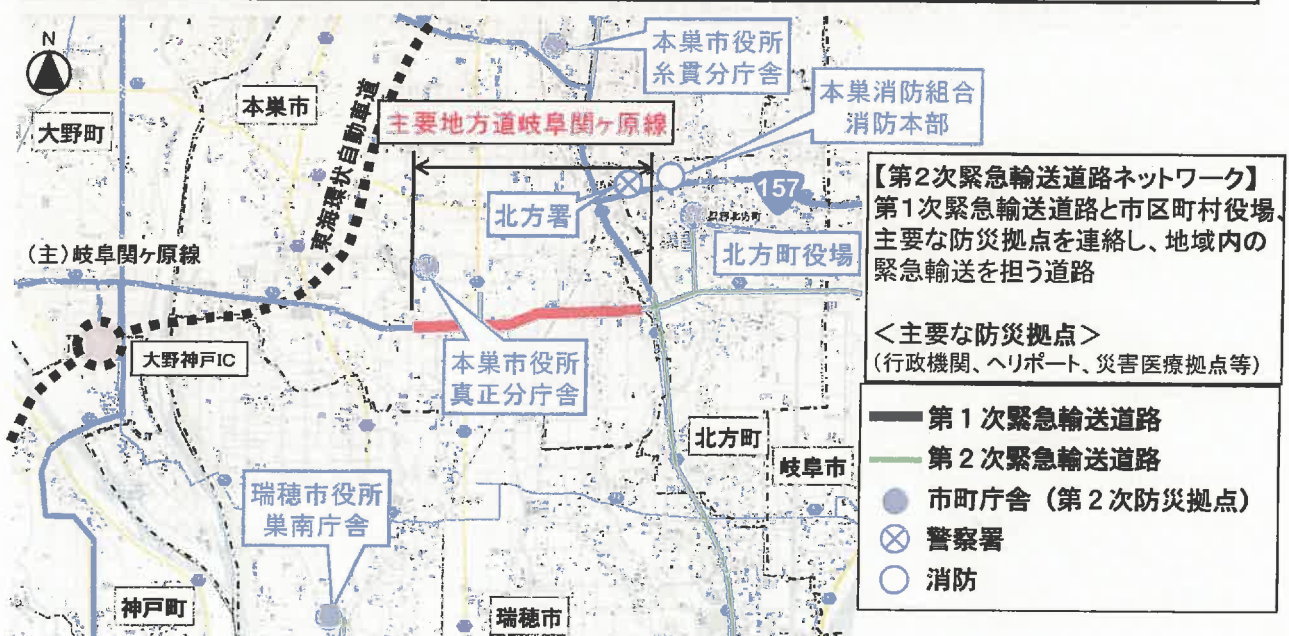 N
大野町
本巣市
東海環状自動車道
主要地方道岐阜関ヶ原線
本巣市役所
糸貫分庁舎
本巣消防組合
消防本部
157
北方署
北方町役場
(主)岐阜関ヶ原線
大野神戸IC
本巣市役所
真正分庁舎
北方町
岐阜市
瑞穂市役所
巣南庁舎
神戸町
瑞穂市
【第2次緊急輸送道路ネットワーク】
第1次緊急輸送道路と市区町村役場、
主要な防災拠点を連絡し、地域内の
緊急輸送を担う道路
＜主要な防災拠点＞
(行政機関、ヘリポート、災害医療拠点等)
第１次緊急輸送道路
第２次緊急輸送道路
市町庁舎（第２次防災拠点）
警察署
消防